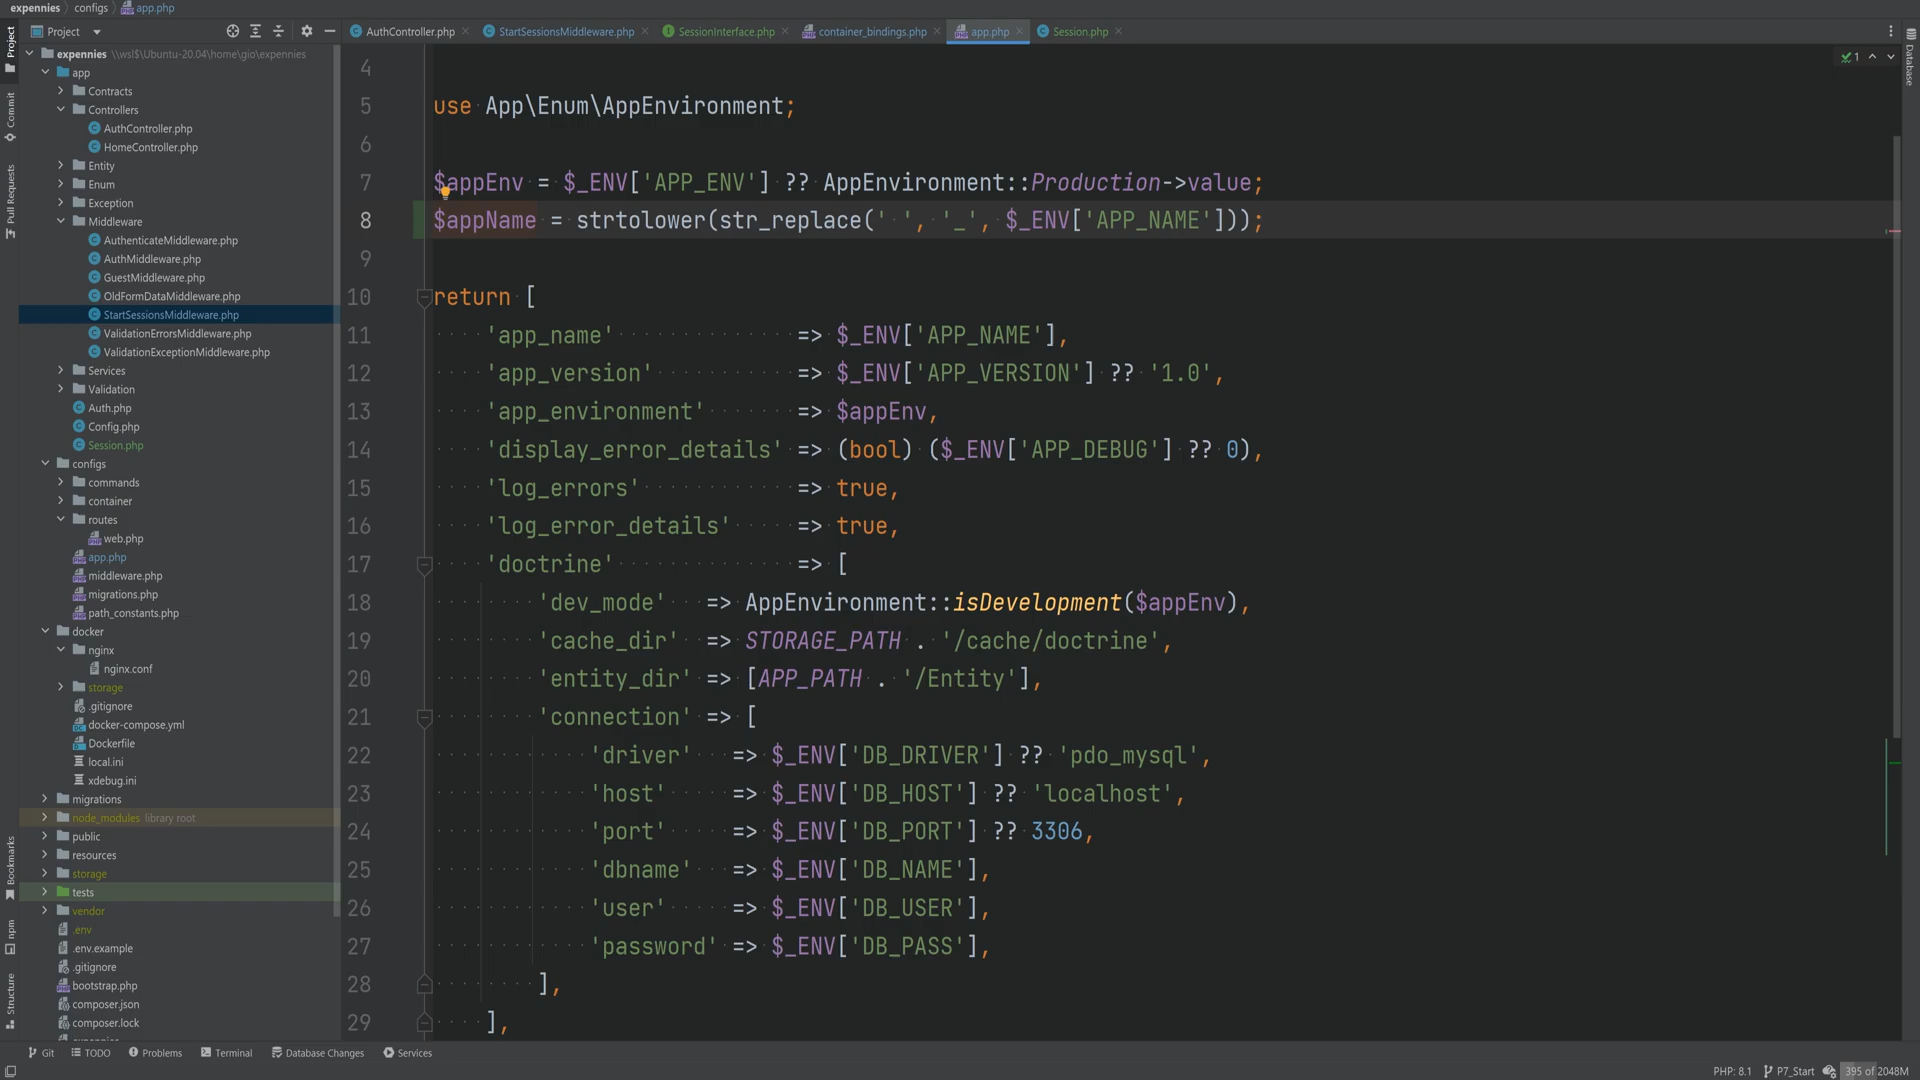 expennies
configs
app.php
Project
AuthController.php
StartSessionsMiddleware.php
SessionInterface.php
container_bindings.php
app.php
Session.php
1
Project
Commit
Pull Requests
Bookmarks
npm
Structure
Database
expennies \\wsl$\Ubuntu-20.04\home\gio\expennies
app
Contracts
Controllers
AuthController.php
HomeController.php
Entity
Enum
Exception
Middleware
AuthenticateMiddleware.php
AuthMiddleware.php
GuestMiddleware.php
OldFormDataMiddleware.php
StartSessionsMiddleware.php
ValidationErrorsMiddleware.php
ValidationExceptionMiddleware.php
Services
Validation
Auth.php
Config.php
Session.php
configs
commands
container
routes
web.php
app.php
middleware.php
migrations.php
path_constants.php
docker
nginx
nginx.conf
storage
.gitignore
docker-compose.yml
Dockerfile
local.ini
xdebug.ini
migrations
node_modules library root
public
resources
storage
tests
vendor
.env
.env.example
.gitignore
bootstrap.php
composer.json
composer.lock
4
5 use App\Enum\AppEnvironment;
6
7 $appEnv = $_ENV['APP_ENV'] ?? AppEnvironment::Production->value;
8 $appName = strtolower(str_replace(' ', '_', $_ENV['APP_NAME']));
9
10 return [
11 'app_name' => $_ENV['APP_NAME'],
12 'app_version' => $_ENV['APP_VERSION'] ?? '1.0',
13 'app_environment' => $appEnv,
14 'display_error_details' => (bool) ($_ENV['APP_DEBUG'] ?? 0),
15 'log_errors' => true,
16 'log_error_details' => true,
17 'doctrine' => [
18 'dev_mode' => AppEnvironment::isDevelopment($appEnv),
19 'cache_dir' => STORAGE_PATH . '/cache/doctrine',
20 'entity_dir' => [APP_PATH . '/Entity'],
21 'connection' => [
22 'driver' => $_ENV['DB_DRIVER'] ?? 'pdo_mysql',
23 'host' => $_ENV['DB_HOST'] ?? 'localhost',
24 'port' => $_ENV['DB_PORT'] ?? 3306,
25 'dbname' => $_ENV['DB_NAME'],
26 'user' => $_ENV['DB_USER'],
27 'password' => $_ENV['DB_PASS'],
28 ],
29 ],
Git
TODO
Problems
Terminal
Database Changes
Services
PHP: 8.1
P7_Start
395 of 2048M